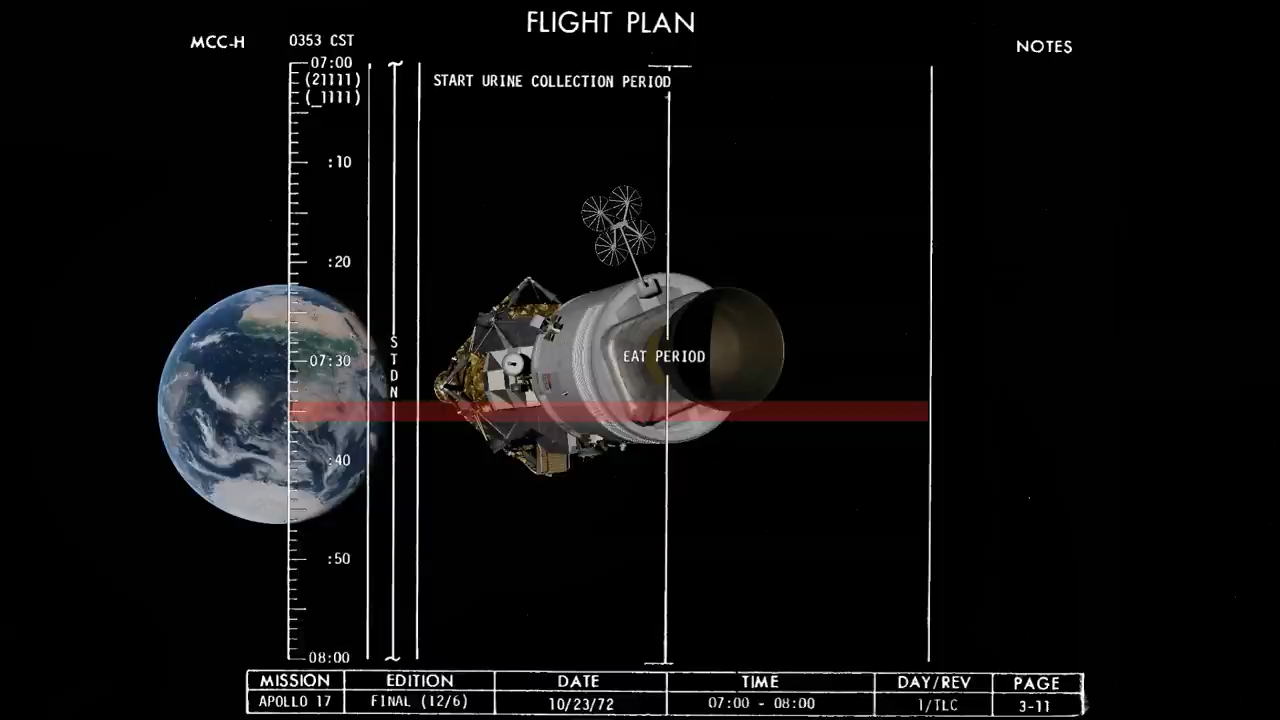 FLIGHT PLAN
MCC-H 0353 CST NOTES
07:00
(21111)
(_1111)
START URINE COLLECTION PERIOD
:10
:20
07:30
STDN
EAT PERIOD
:40
:50
08:00
MISSION EDITION DATE TIME DAY/REV PAGE
APOLLO 17 FINAL (12/6) 10/23/72 07:00 - 08:00 1/TLC 3-11